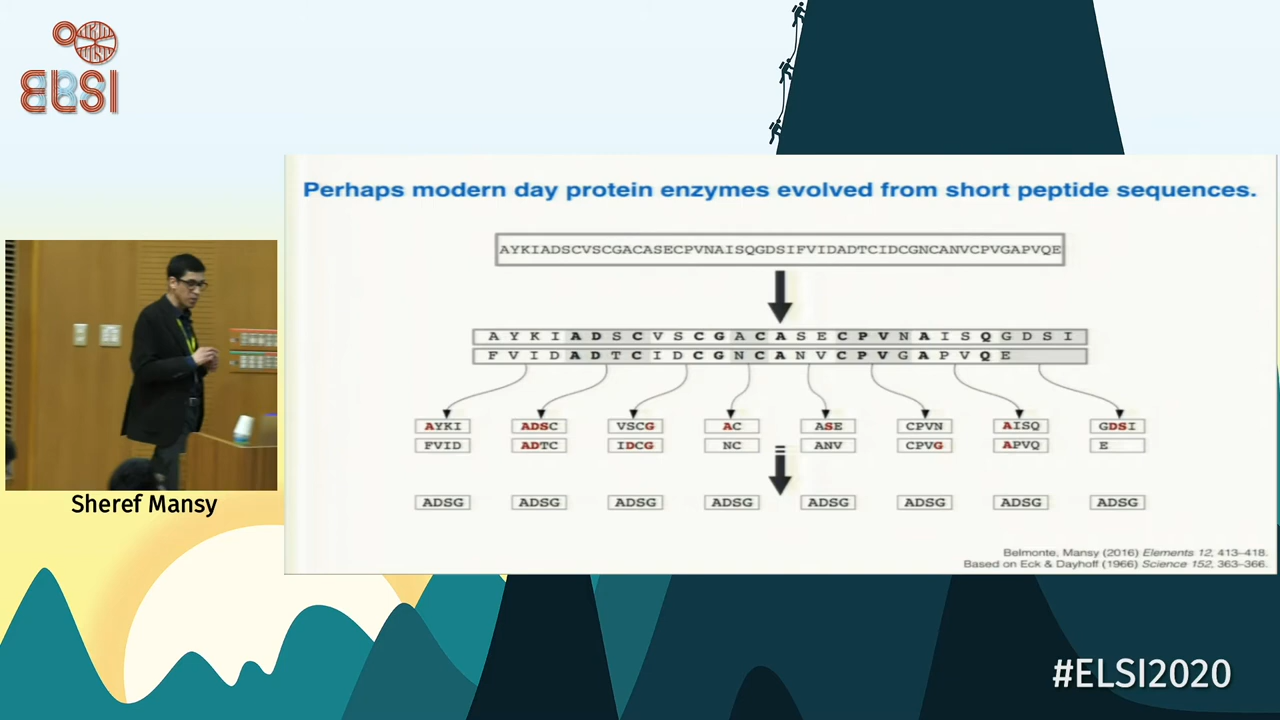 ELSI
Perhaps modern day protein enzymes evolved from short peptide sequences.
AYKIADSCVSCGACASECPVNAISQGDSIFVIDADTCIDCGNCANVCPVGAPVQE
A Y K I A D S C V S C G A C A S E C P V N A I S Q G D S I
F V I D A D T C I D C G N C A N V C P V G A P V Q E
AYKI ADSC VSCG AC ASE CPVN AISQ GDSI
FVID ADTC IDCG NC ANV CPVG APVQ E
ADSG ADSG ADSG ADSG ADSG ADSG ADSG ADSG
Sheref Mansy
Belmonte, Mansy (2016) Elements 12, 413–418.
Based on Eck & Dayhoff (1966) Science 152, 363–366.
#ELSI2020